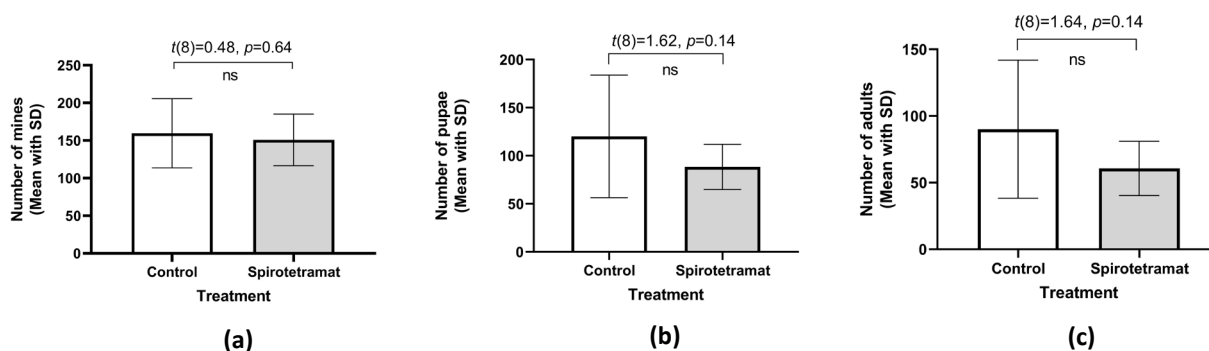 t(8)=0.48, p=0.64
ns
250
200
150
100
50
0
Number of mines
(Mean with SD)
Control Spirotetramat
Treatment
(a)
t(8)=1.62, p=0.14
ns
200
150
100
50
0
Number of pupae
(Mean with SD)
Control Spirotetramat
Treatment
(b)
t(8)=1.64, p=0.14
ns
150
100
50
0
Number of adults
(Mean with SD)
Control Spirotetramat
Treatment
(c)